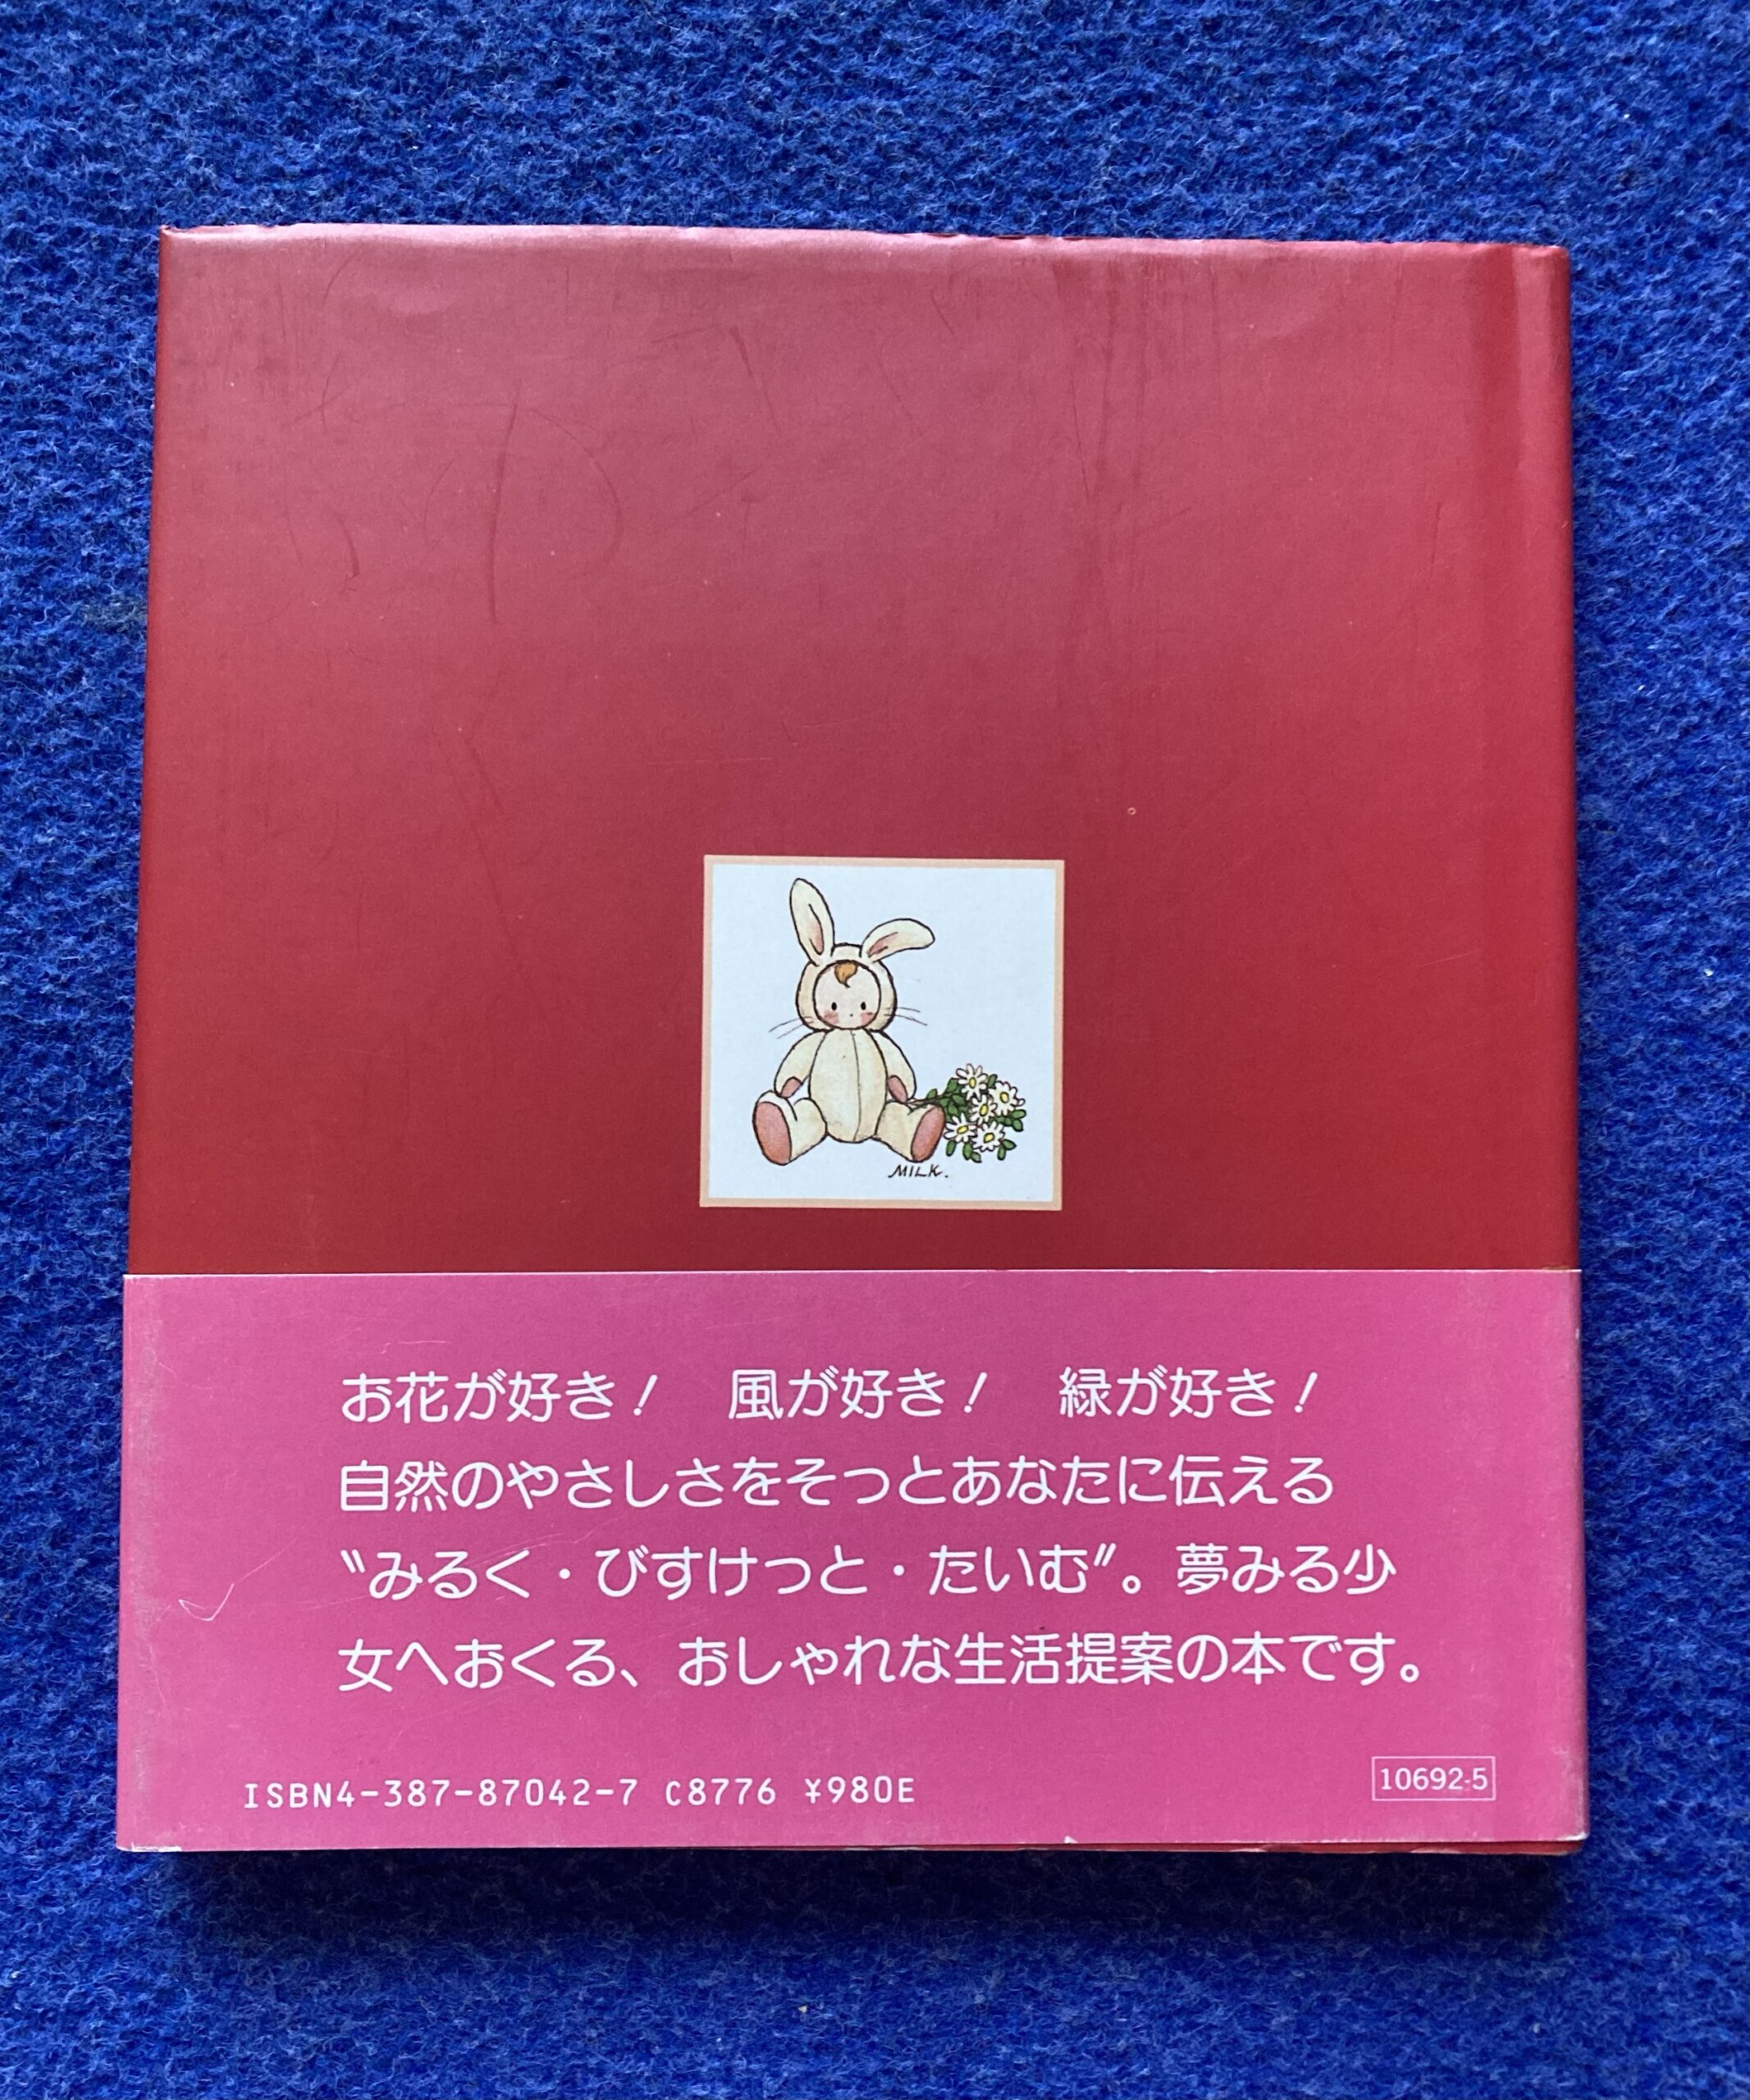 MILK.
お花が好き！　風が好き！　緑が好き！
自然のやさしさをそっとあなたに伝える
〝みるく・びすけっと・たいむ〟。夢みる少
女へおくる、おしゃれな生活提案の本です。
ISBN4-387-87042-7 C8776 ¥980E
10692-5